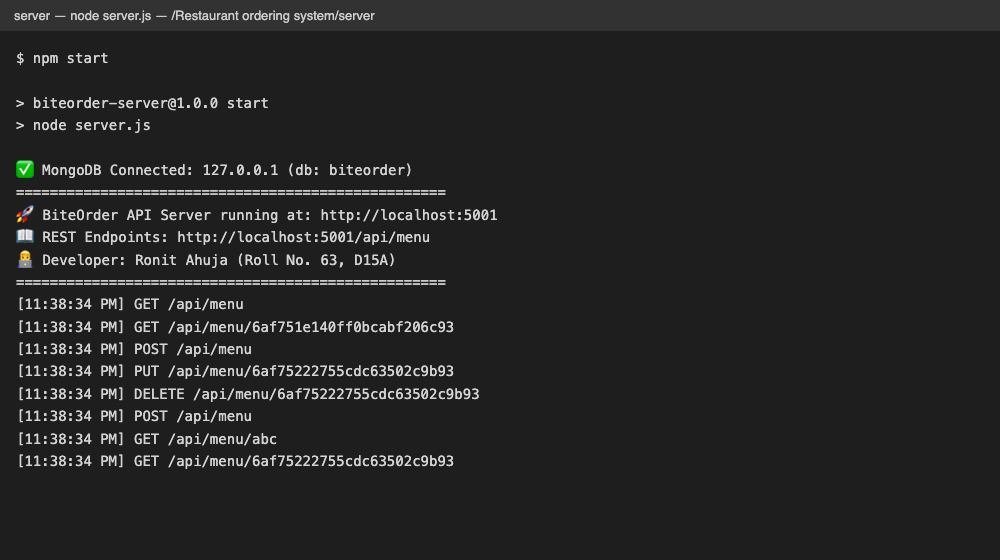 server — node server.js — /Restaurant ordering system/server
$ npm start
> biteorder-server@1.0.0 start
> node server.js
✅ MongoDB Connected: 127.0.0.1 (db: biteorder)
===================================================
🚀 BiteOrder API Server running at: http://localhost:5001
📖 REST Endpoints: http://localhost:5001/api/menu
👨‍💻 Developer: Ronit Ahuja (Roll No. 63, D15A)
===================================================
[11:38:34 PM] GET /api/menu
[11:38:34 PM] GET /api/menu/6af751e140ff0bcabf206c93
[11:38:34 PM] POST /api/menu
[11:38:34 PM] PUT /api/menu/6af75222755cdc63502c9b93
[11:38:34 PM] DELETE /api/menu/6af75222755cdc63502c9b93
[11:38:34 PM] POST /api/menu
[11:38:34 PM] GET /api/menu/abc
[11:38:34 PM] GET /api/menu/6af75222755cdc63502c9b93